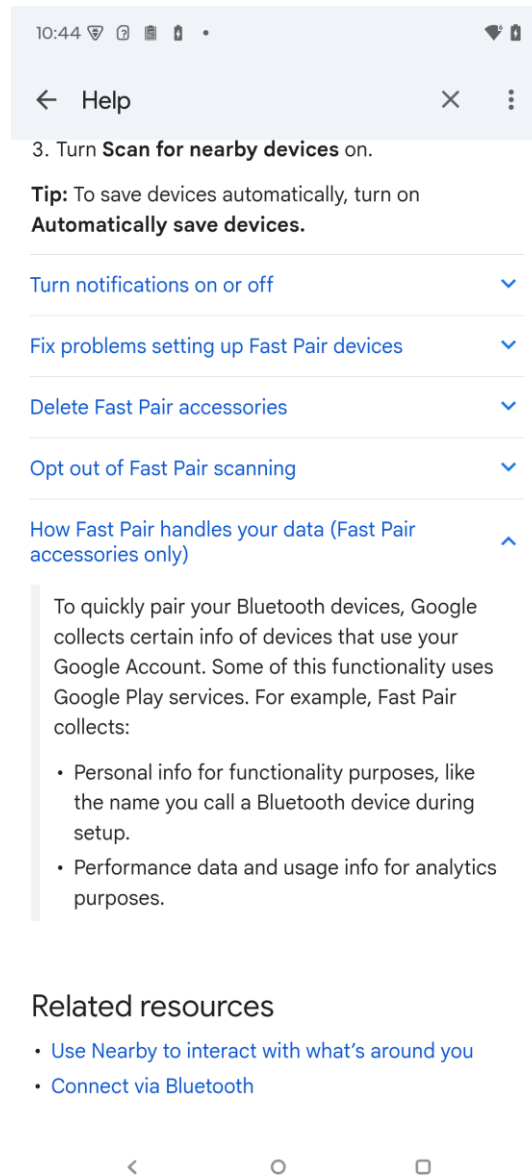 10:44
Help
3. Turn Scan for nearby devices on.
Tip: To save devices automatically, turn on
Automatically save devices.
Turn notifications on or off
Fix problems setting up Fast Pair devices
Delete Fast Pair accessories
Opt out of Fast Pair scanning
How Fast Pair handles your data (Fast Pair
accessories only)
To quickly pair your Bluetooth devices, Google
collects certain info of devices that use your
Google Account. Some of this functionality uses
Google Play services. For example, Fast Pair
collects:
• Personal info for functionality purposes, like
the name you call a Bluetooth device during
setup.
• Performance data and usage info for analytics
purposes.
Related resources
• Use Nearby to interact with what’s around you
• Connect via Bluetooth